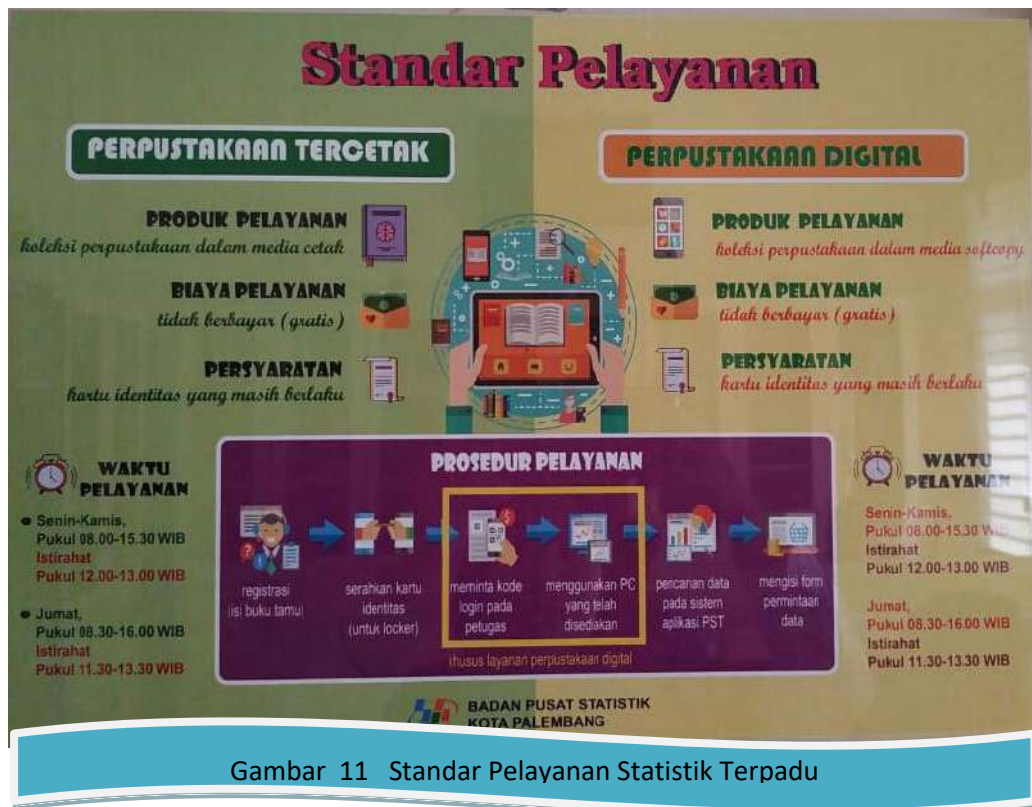 Standar Pelayanan
PERPUSTAKAAN TERCETAK
PRODUK PELAYANAN
koleksi perpustakaan dalam media cetak
BIAYA PELAYANAN
tidak berbayar (gratis)
PERSYARATAN
kartu identitas yang masih berlaku
PERPUSTAKAAN DIGITAL
PRODUK PELAYANAN
koleksi perpustakaan dalam media softcopy
BIAYA PELAYANAN
tidak berbayar (gratis)
PERSYARATAN
kartu identitas yang masih berlaku
WAKTU
PELAYANAN
Senin-Kamis,
Pukul 08.00-15.30 WIB
Istirahat
Pukul 12.00-13.00 WIB
Jumat,
Pukul 08.30-16.00 WIB
Istirahat
Pukul 11.30-13.30 WIB
PROSEDUR PELAYANAN
registrasi
(isi buku tamu)
serahkan kartu
identitas
(untuk locker)
meminta kode
login pada
petugas
menggunakan PC
yang telah
disediakan
pencarian data
pada sistem
aplikasi PST
mengisi form
permintaan
data
khusus layanan perpustakaan digital
WAKTU
PELAYANAN
Senin-Kamis,
Pukul 08.00-15.30 WIB
Istirahat
Pukul 12.00-13.00 WIB
Jumat,
Pukul 08.30-16.00 WIB
Istirahat
Pukul 11.30-13.30 WIB
BADAN PUSAT STATISTIK
KOTA PALEMBANG
Gambar 11 Standar Pelayanan Statistik Terpadu